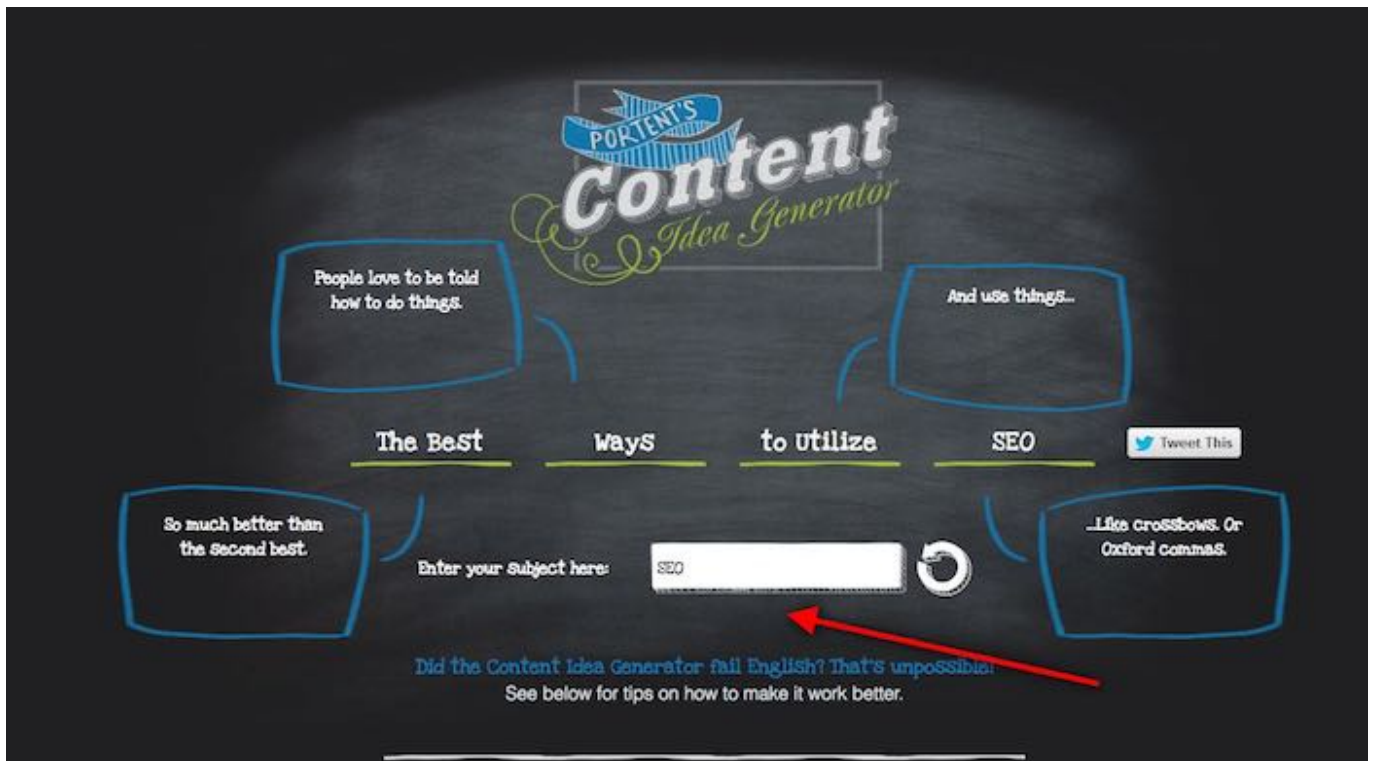 PORTENT'S
Content
Idea Generator
People love to be told
how to do things.
And use things...
The Best Ways to Utilize SEO
Tweet This
So much better than
the second best.
...Like crossbows. Or
Oxford commas.
Enter your subject here: SEO
Did the Content Idea Generator fail English? That's unpossible!
See below for tips on how to make it work better.